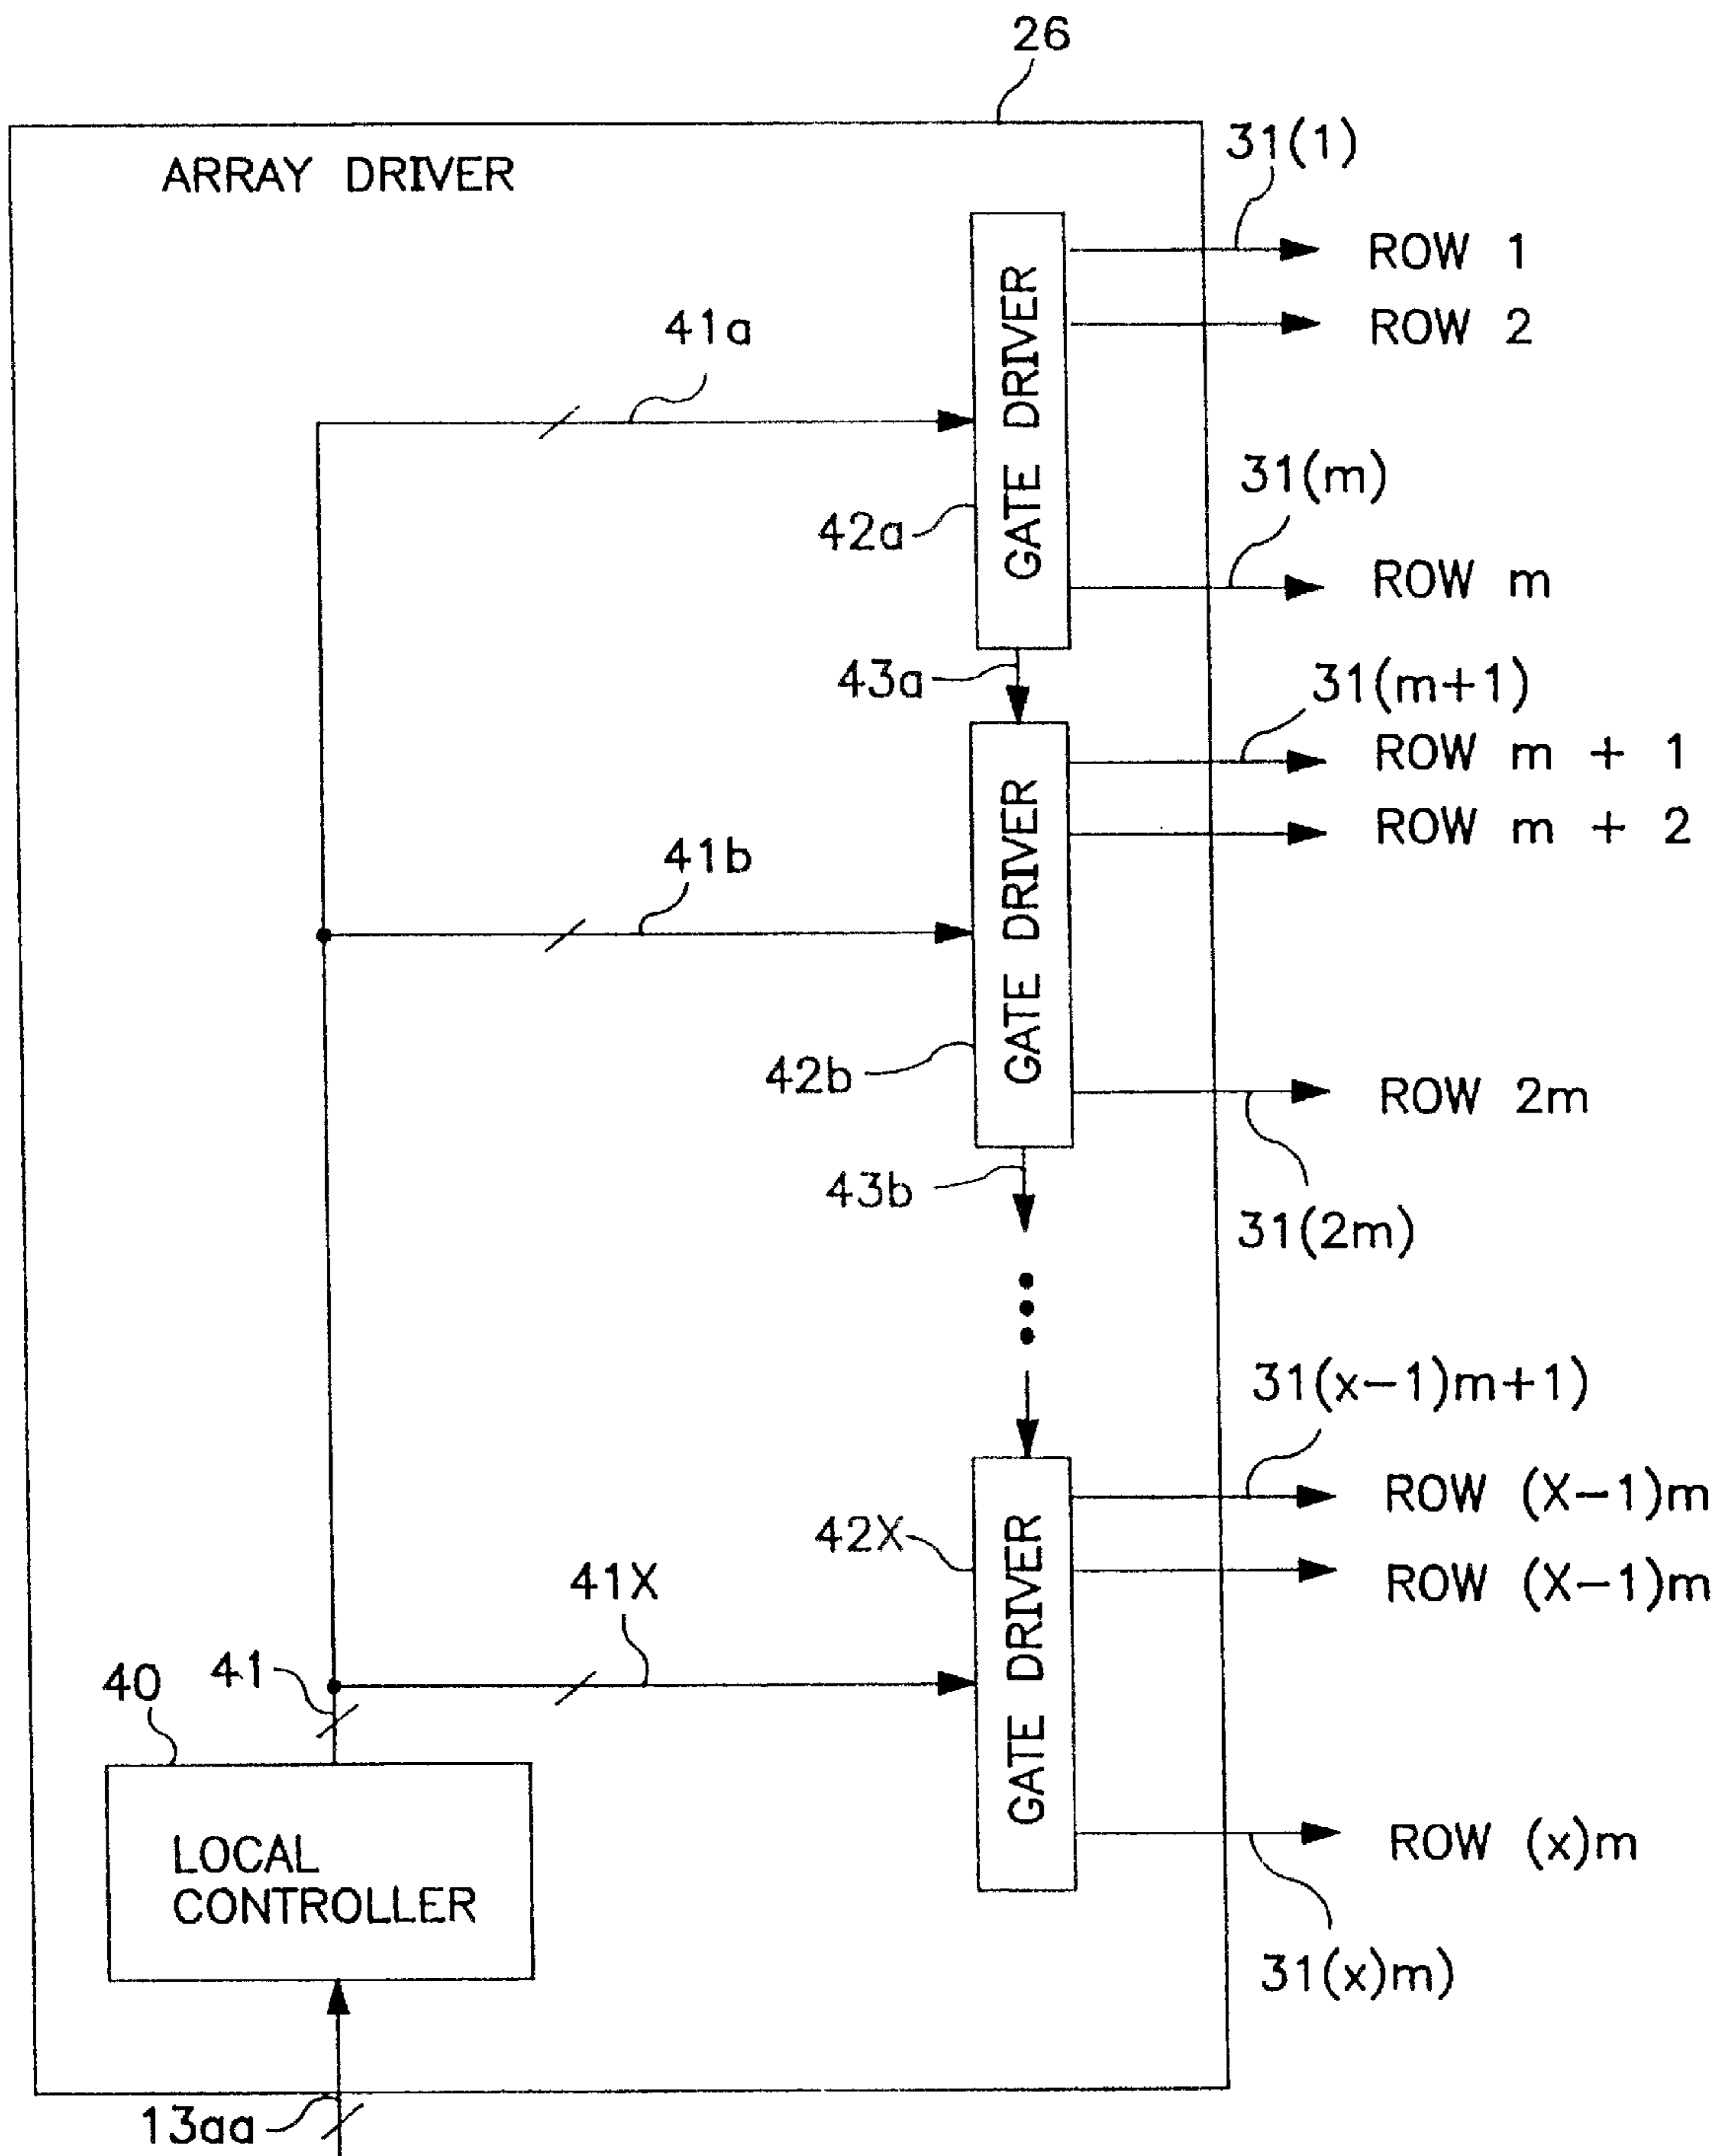 26
ARRAY DRIVER
31(1)
ROW 1
ROW 2
GATE DRIVER
41a
42a
31(m)
ROW m
43a
31(m+1)
ROW m + 1
ROW m + 2
GATE DRIVER
41b
42b
ROW 2m
43b
31(2m)
31(x-1)m+1)
ROW (X-1)m
ROW (X-1)m
GATE DRIVER
42X
41X
40
41
LOCAL
CONTROLLER
ROW (x)m
31(x)m)
13aa